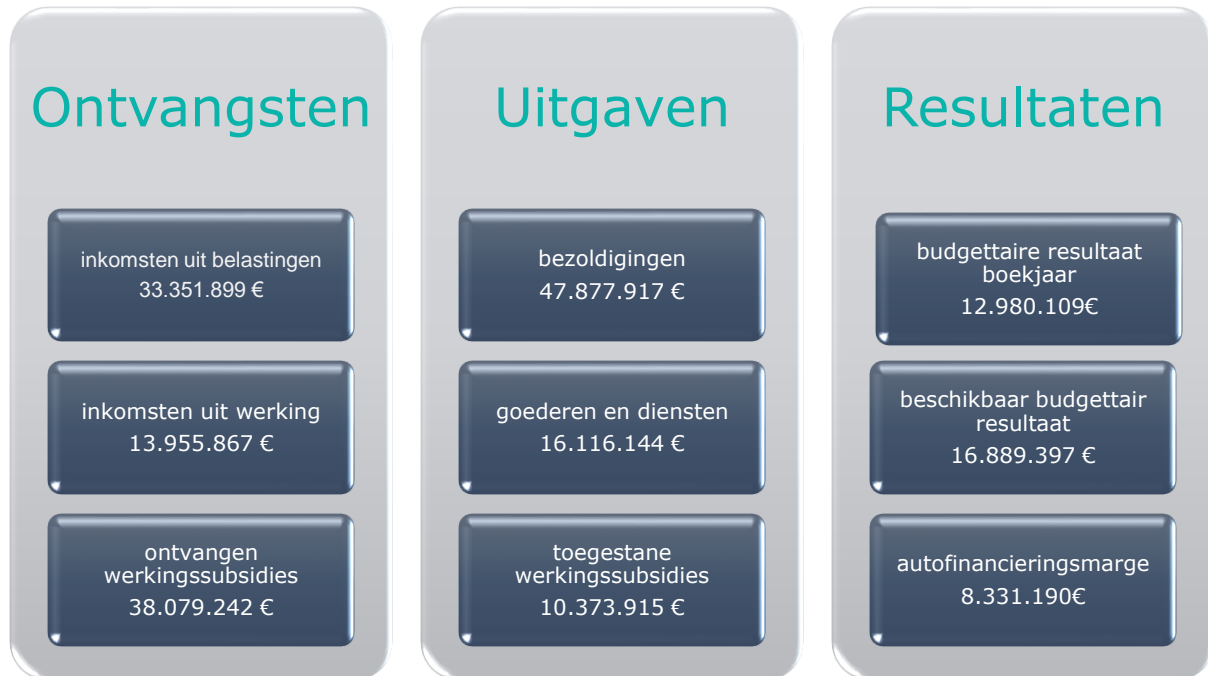 Ontvangsten
inkomsten uit belastingen
33.351.899 €
inkomsten uit werking
13.955.867 €
ontvangen
werkingssubsidies
38.079.242 €
Uitgaven
bezoldigingen
47.877.917 €
goederen en diensten
16.116.144 €
toegestane
werkingssubsidies
10.373.915 €
Resultaten
budgettaire resultaat
boekjaar
12.980.109€
beschikbaar budgettair
resultaat
16.889.397 €
autofinancieringsmarge
8.331.190€